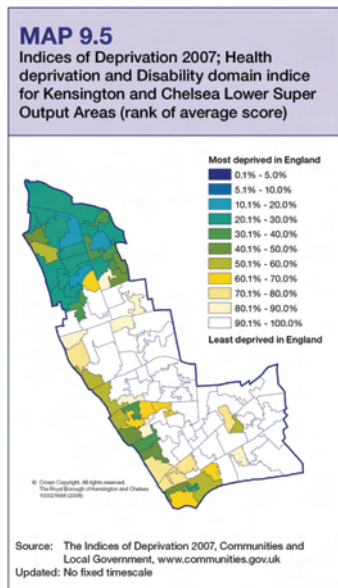 MAP 9.5
Indices of Deprivation 2007; Health
deprivation and Disability domain indice
for Kensington and Chelsea Lower Super
Output Areas (rank of average score)
Most deprived in England
0.1% - 5.0%
5.1% - 10.0%
10.1% - 20.0%
20.1% - 30.0%
30.1% - 40.0%
40.1% - 50.0%
50.1% - 60.0%
60.1% - 70.0%
70.1% - 80.0%
80.1% - 90.0%
90.1% - 100.0%
Least deprived in England
© Crown Copyright. All rights reserved.
The Royal Borough of Kensington and Chelsea
(2008)
Source: The Indices of Deprivation 2007, Communities and
Local Government, www.communities.gov.uk
Updated: No fixed timescale